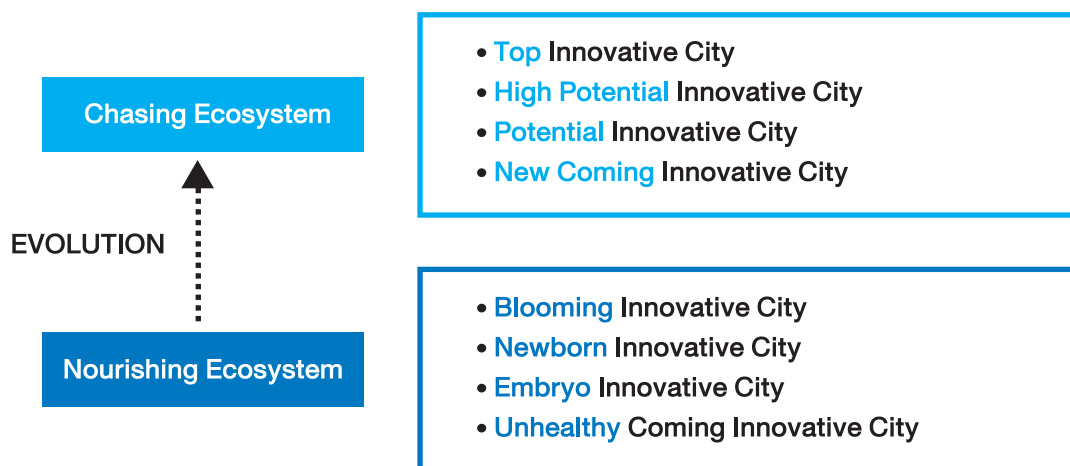 Chasing Ecosystem
• Top Innovative City
• High Potential Innovative City
• Potential Innovative City
• New Coming Innovative City
EVOLUTION
Nourishing Ecosystem
• Blooming Innovative City
• Newborn Innovative City
• Embryo Innovative City
• Unhealthy Coming Innovative City